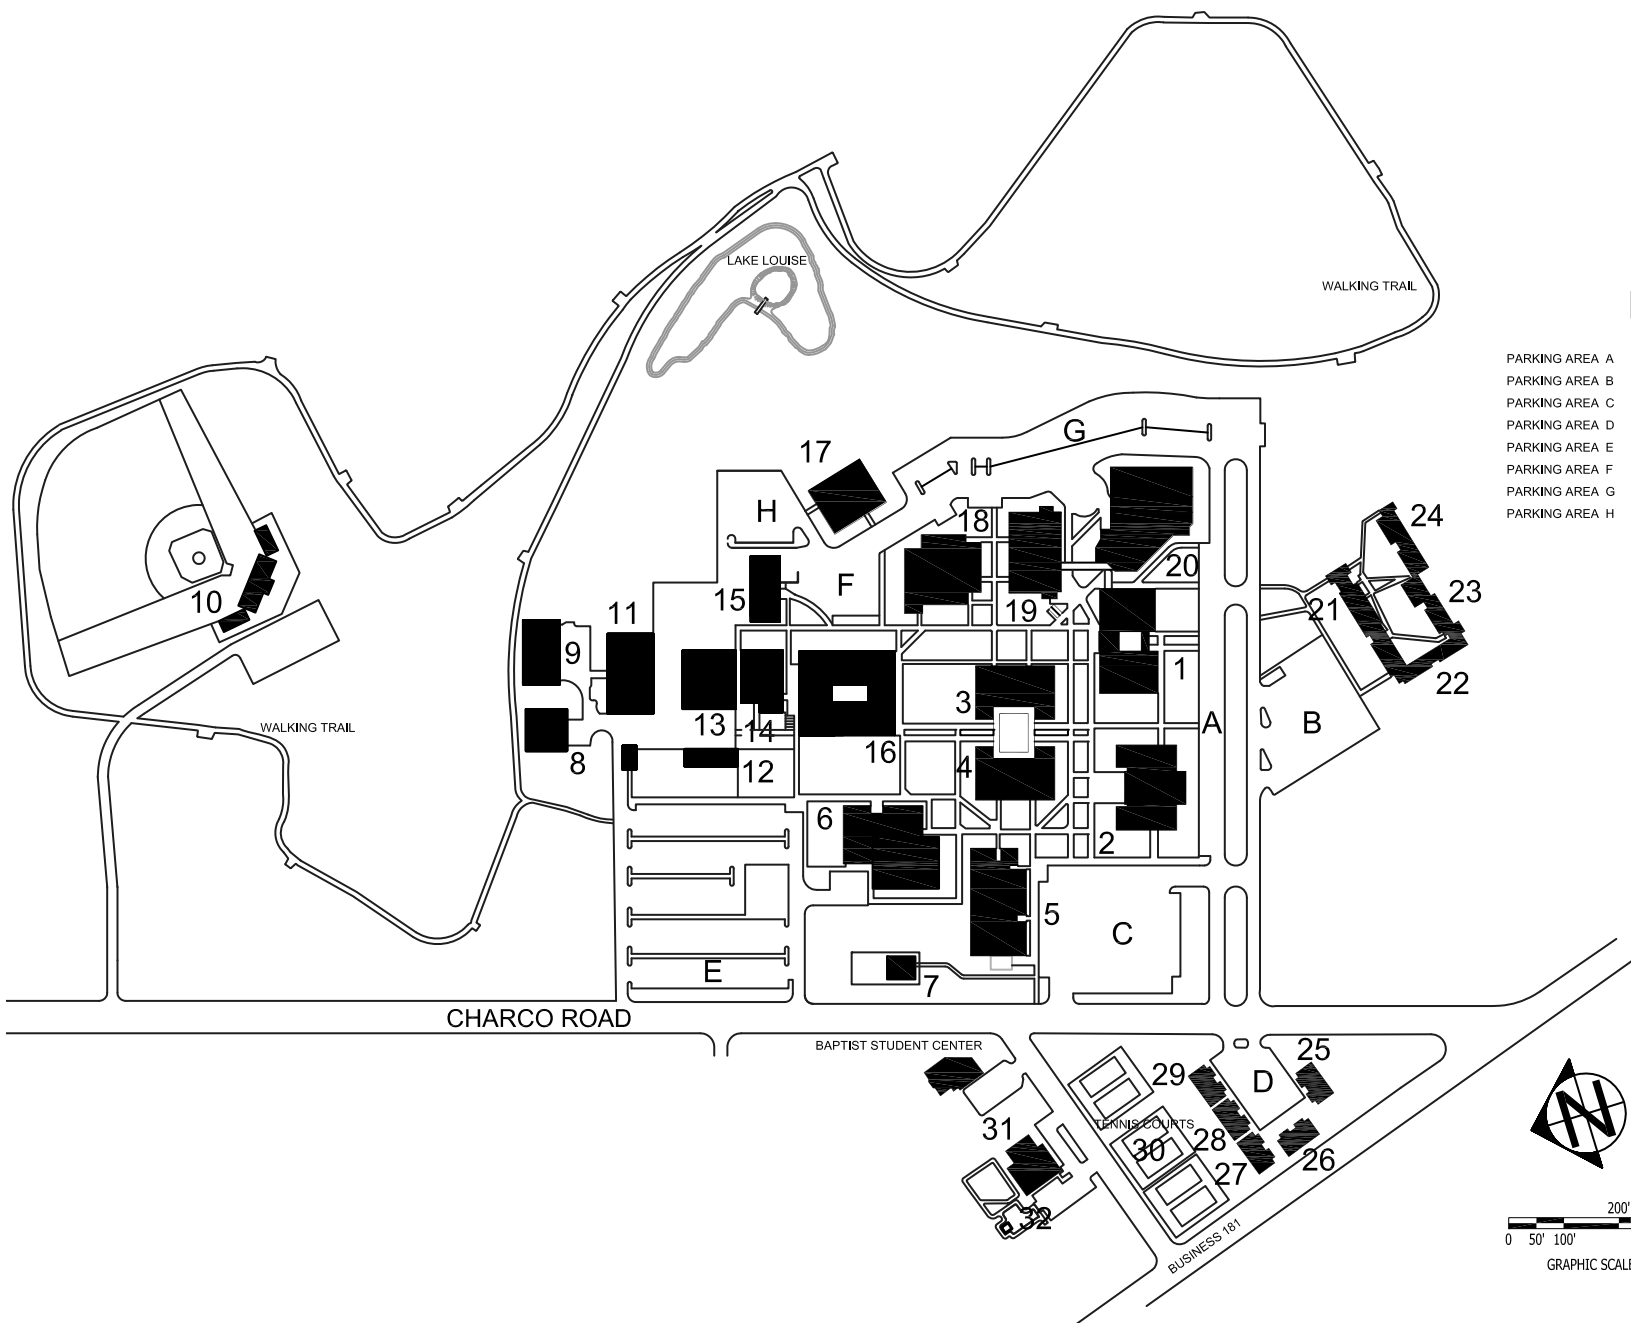 LAKE LOUISE
WALKING TRAIL
PARKING AREA A
PARKING AREA B
PARKING AREA C
PARKING AREA D
PARKING AREA E
PARKING AREA F
PARKING AREA G
PARKING AREA H
G
17
H
18
24
20
15
F
10
11
19
21
23
9
1
22
3
13
14
A
B
16
8
12
4
WALKING TRAIL
6
2
5
C
E
7
CHARCO ROAD
BAPTIST STUDENT CENTER
25
29
D
31
TENNIS COURTS
30
28
26
27
32
BUSINESS 181
N
200'
0 50' 100'
GRAPHIC SCALE